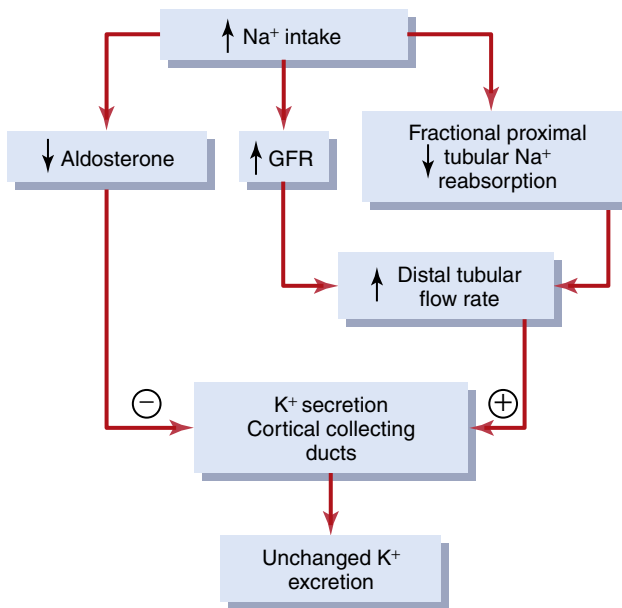 ↑ Na⁺ intake
↓ Aldosterone
↑ GFR
Fractional proximal
↓ tubular Na⁺
reabsorption
↑ Distal tubular
flow rate
−
+
K⁺ secretion
Cortical collecting
ducts
Unchanged K⁺
excretion